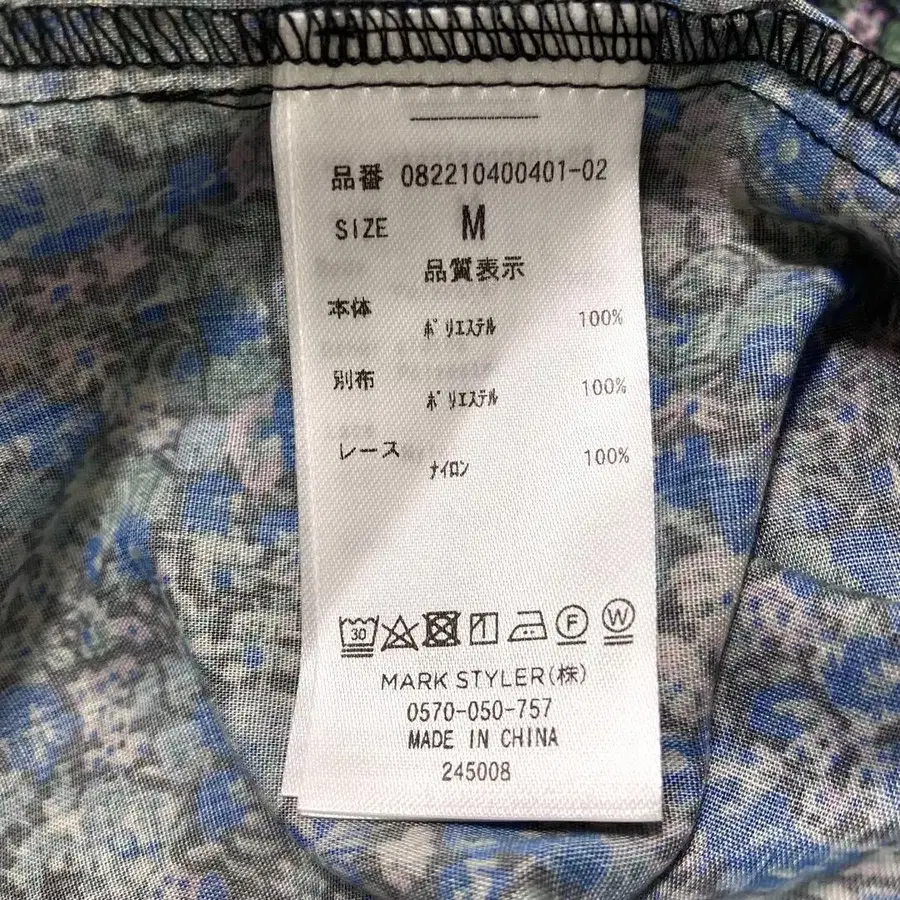 品番 082210400401-02
SIZE M
品質表示
本体 ポリエステル 100%
別布 ポリエステル 100%
レース ナイロン 100%
30 F W
MARK STYLER(株)
0570-050-757
MADE IN CHINA
245008